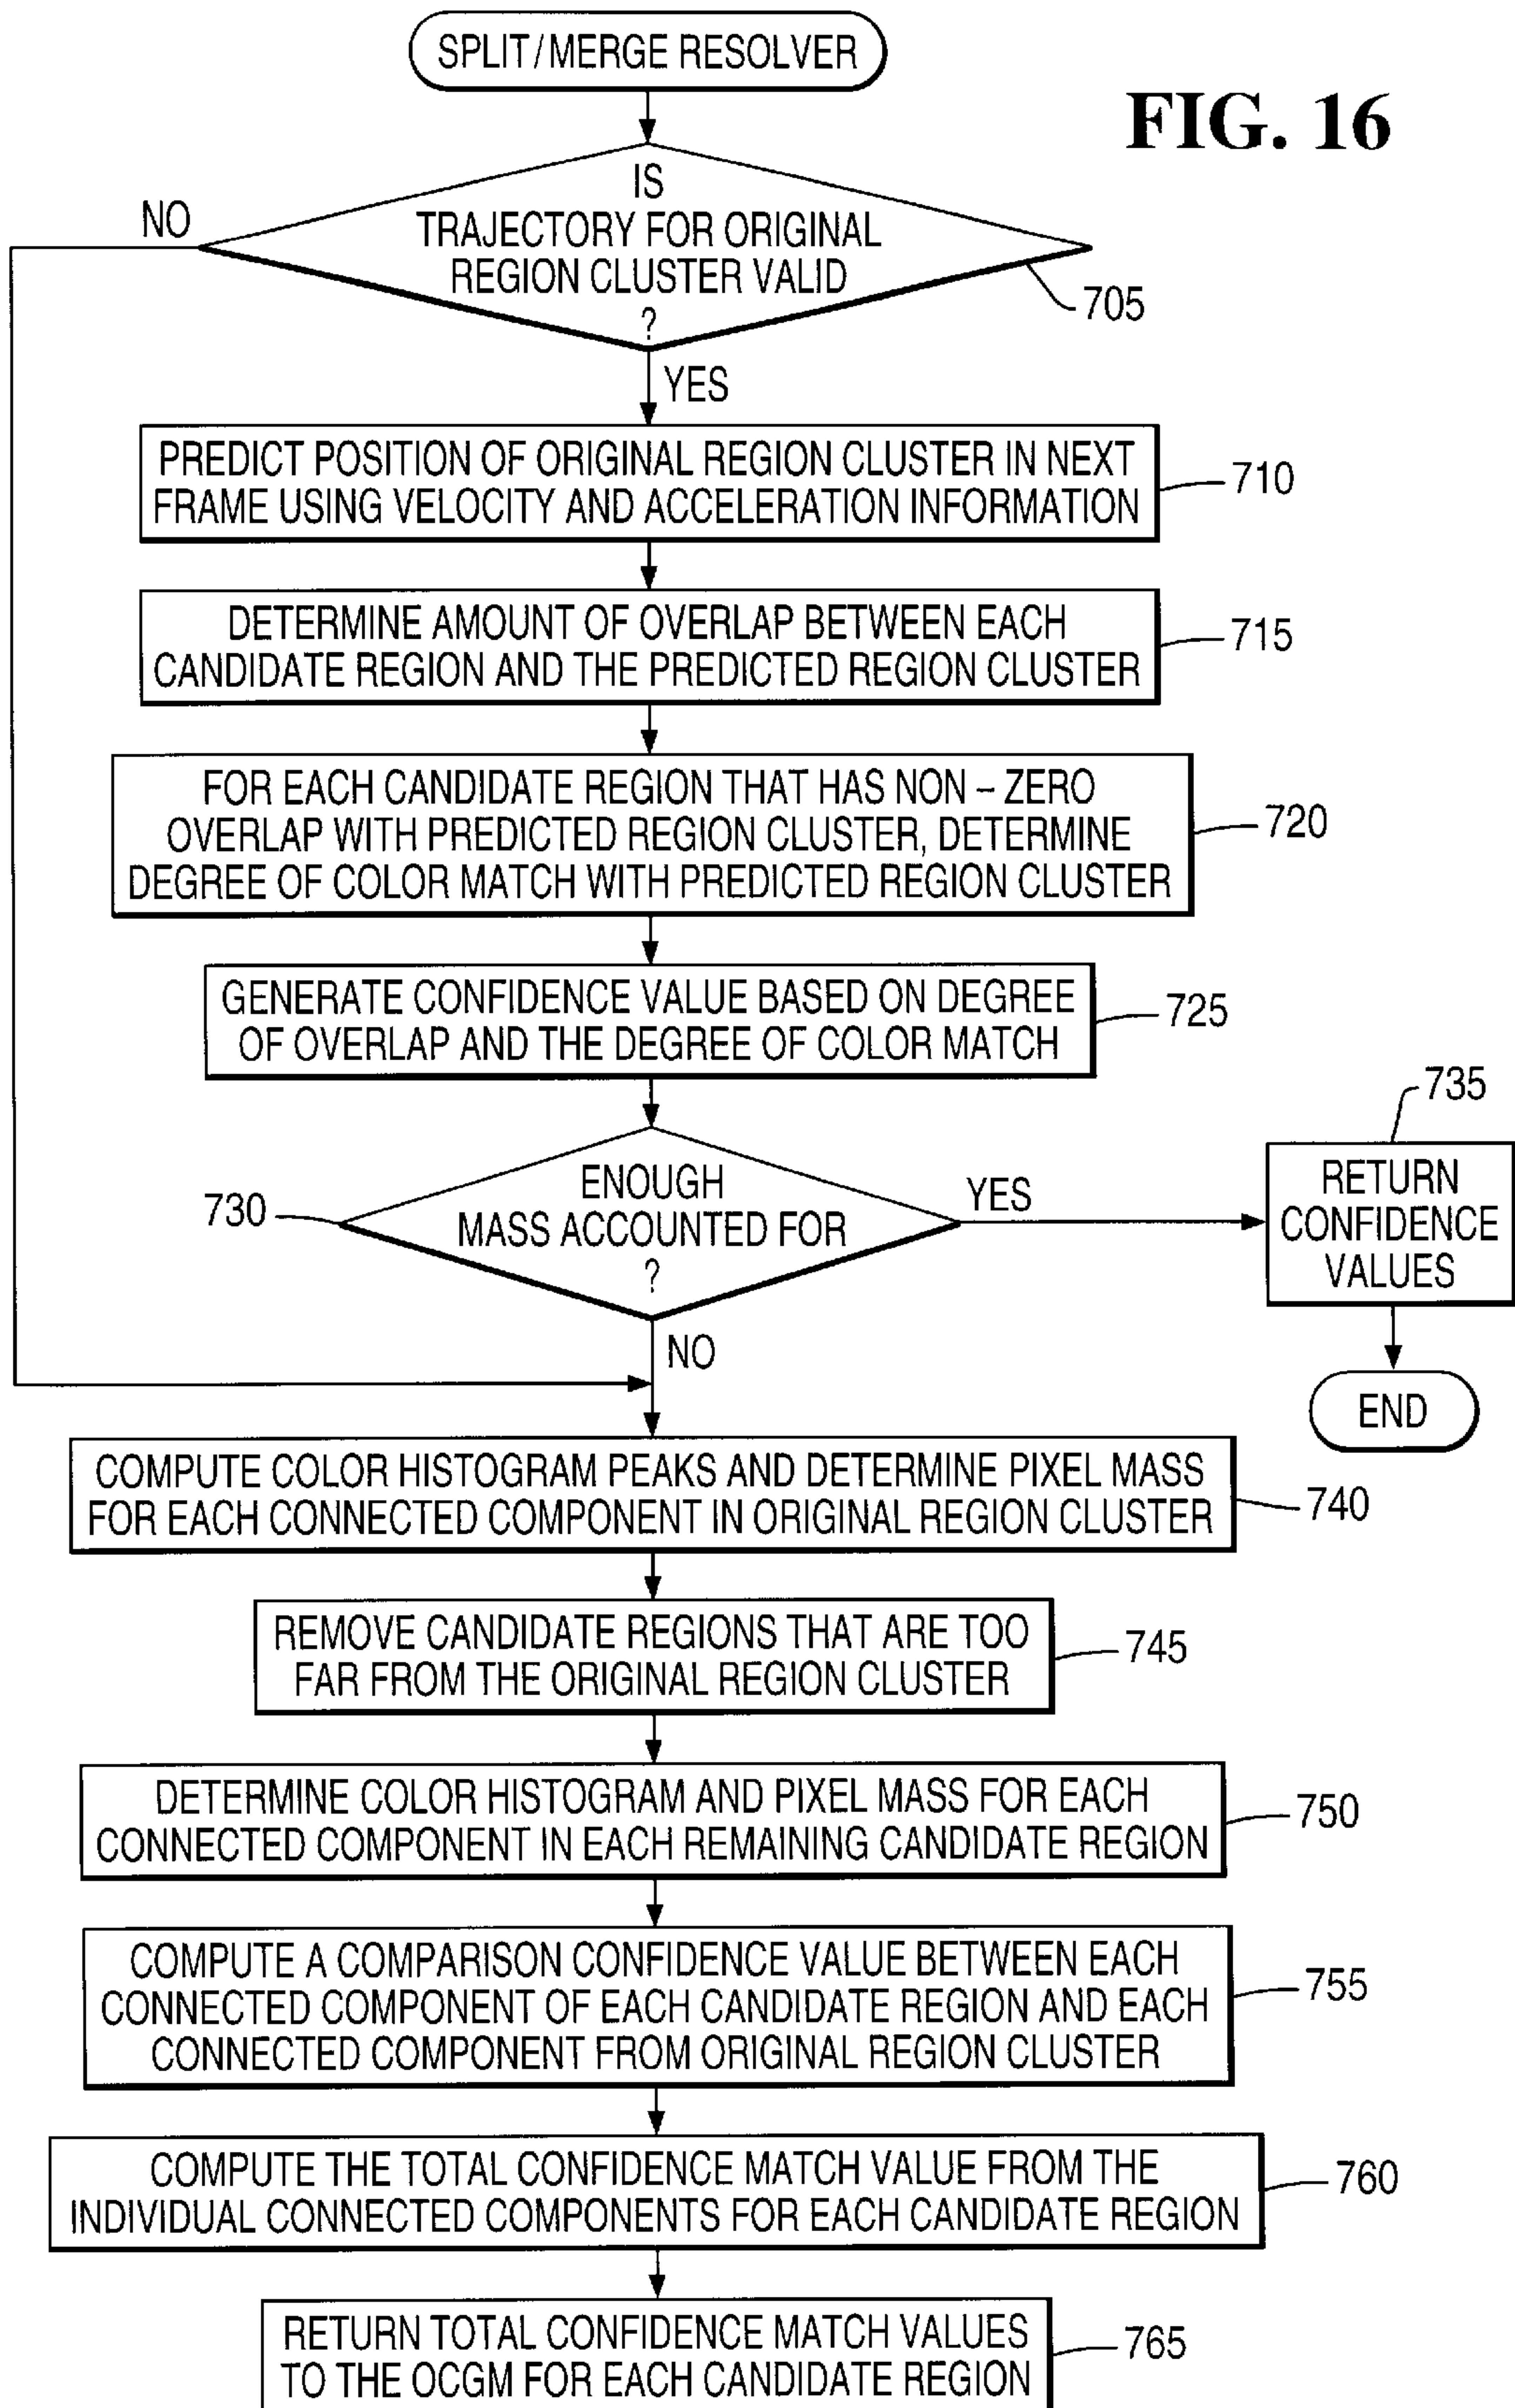 SPLIT/MERGE RESOLVER
FIG. 16
IS
TRAJECTORY FOR ORIGINAL
REGION CLUSTER VALID
?
NO
705
YES
PREDICT POSITION OF ORIGINAL REGION CLUSTER IN NEXT
FRAME USING VELOCITY AND ACCELERATION INFORMATION
710
DETERMINE AMOUNT OF OVERLAP BETWEEN EACH
CANDIDATE REGION AND THE PREDICTED REGION CLUSTER
715
FOR EACH CANDIDATE REGION THAT HAS NON – ZERO
OVERLAP WITH PREDICTED REGION CLUSTER, DETERMINE
DEGREE OF COLOR MATCH WITH PREDICTED REGION CLUSTER
720
GENERATE CONFIDENCE VALUE BASED ON DEGREE
OF OVERLAP AND THE DEGREE OF COLOR MATCH
725
730
ENOUGH
MASS ACCOUNTED FOR
?
YES
735
RETURN
CONFIDENCE
VALUES
END
NO
COMPUTE COLOR HISTOGRAM PEAKS AND DETERMINE PIXEL MASS
FOR EACH CONNECTED COMPONENT IN ORIGINAL REGION CLUSTER
740
REMOVE CANDIDATE REGIONS THAT ARE TOO
FAR FROM THE ORIGINAL REGION CLUSTER
745
DETERMINE COLOR HISTOGRAM AND PIXEL MASS FOR EACH
CONNECTED COMPONENT IN EACH REMAINING CANDIDATE REGION
750
COMPUTE A COMPARISON CONFIDENCE VALUE BETWEEN EACH
CONNECTED COMPONENT OF EACH CANDIDATE REGION AND EACH
CONNECTED COMPONENT FROM ORIGINAL REGION CLUSTER
755
COMPUTE THE TOTAL CONFIDENCE MATCH VALUE FROM THE
INDIVIDUAL CONNECTED COMPONENTS FOR EACH CANDIDATE REGION
760
RETURN TOTAL CONFIDENCE MATCH VALUES
TO THE OCGM FOR EACH CANDIDATE REGION
765